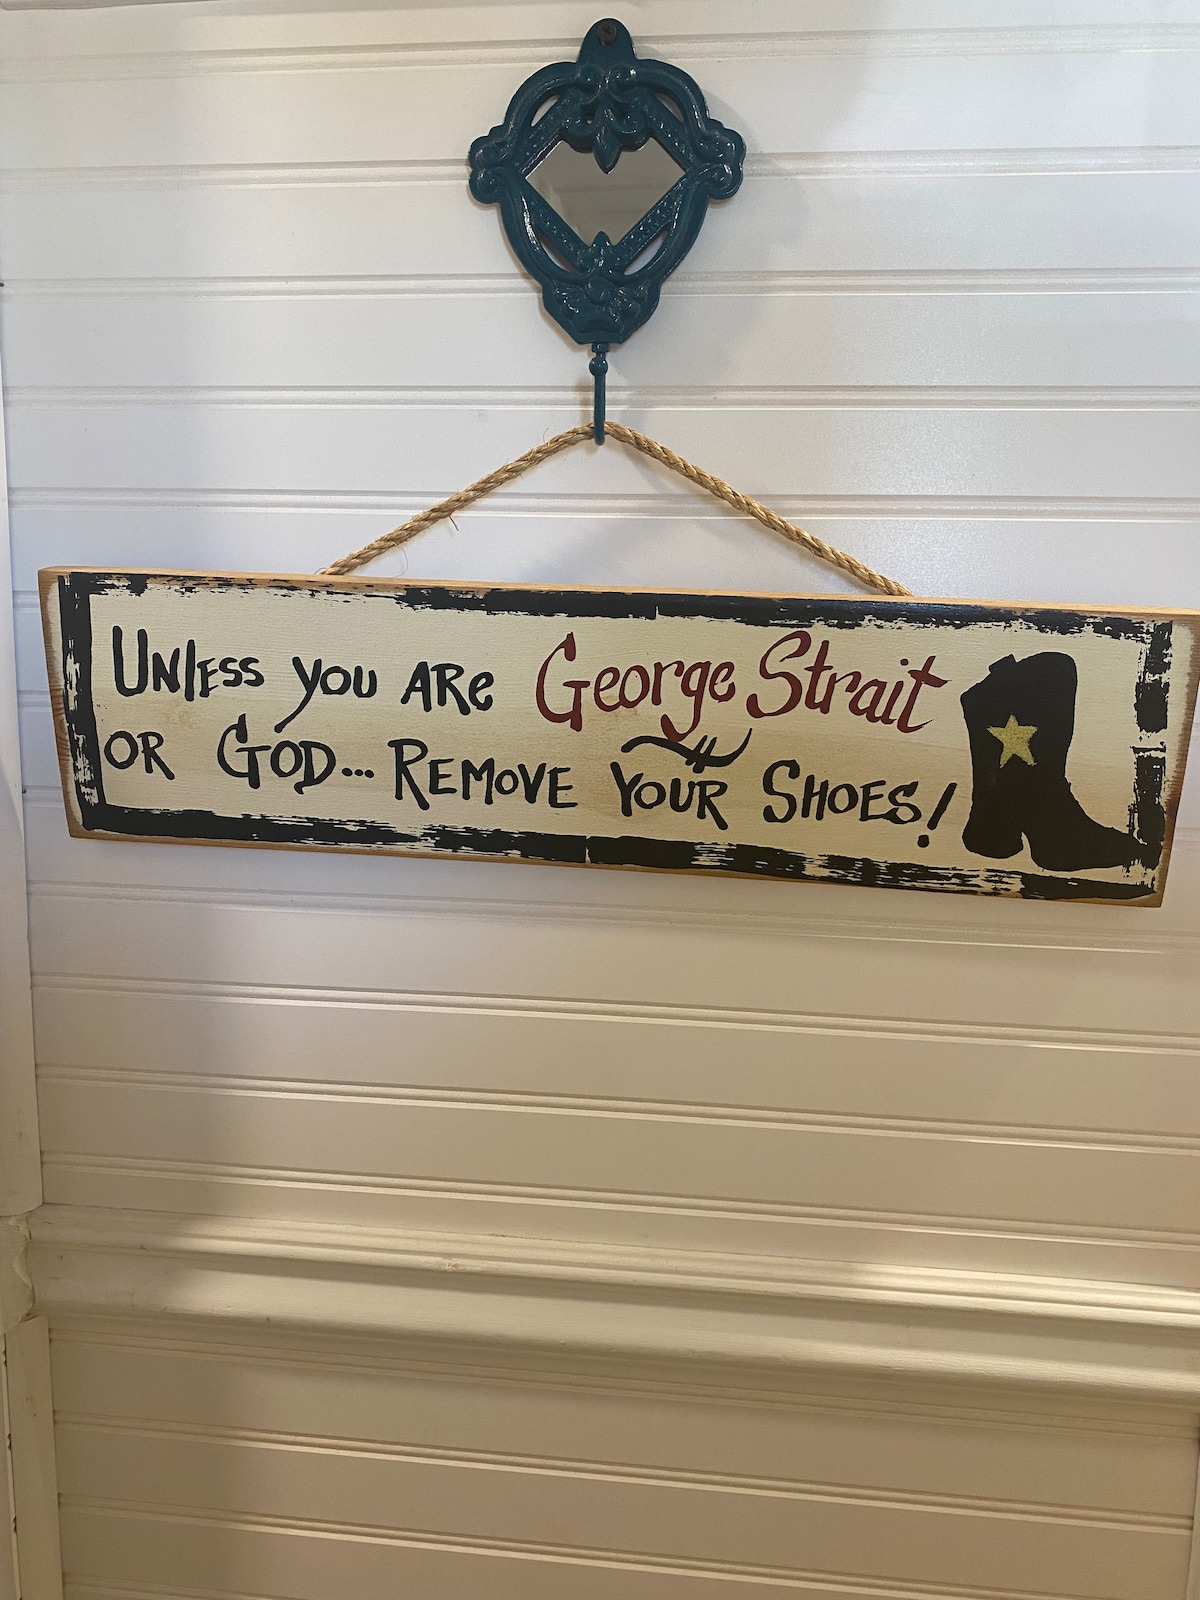 UNlESS you ARe George Strait
OR GOD... REMOVE YOUR SHOES!